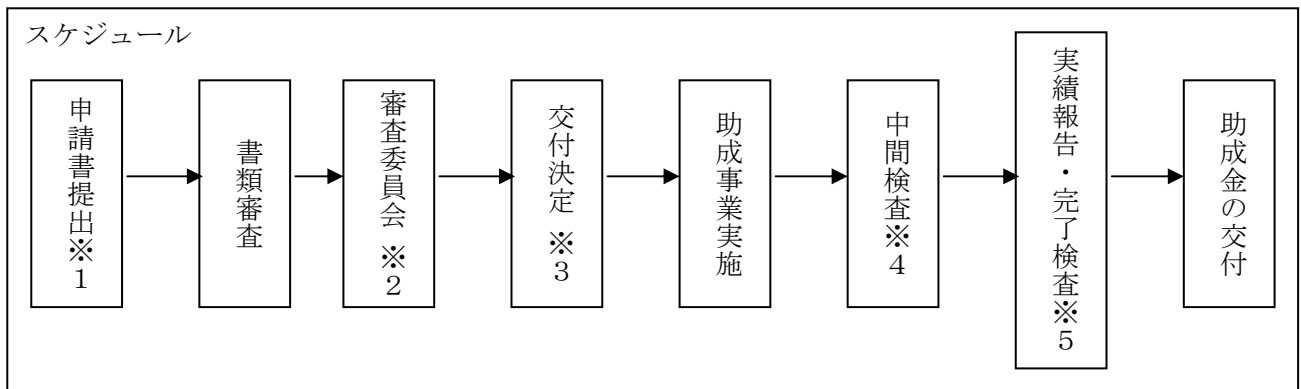 スケジュール
申請書提出※１
書類審査
審査委員会 ※２
交付決定 ※３
助成事業実施
中間検査※４
実績報告・完了検査※５
助成金の交付